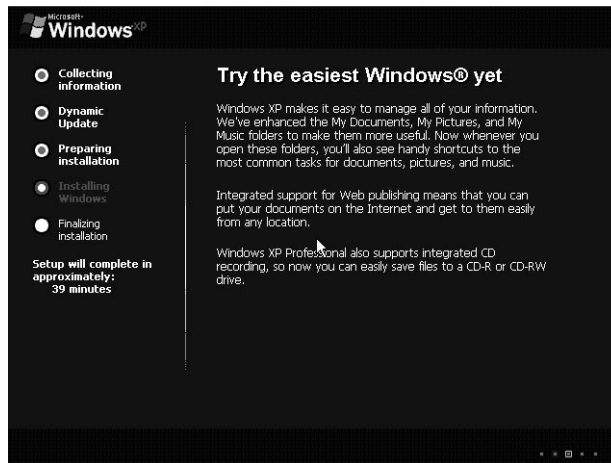 Microsoft®
Windows XP
Collecting
information
Dynamic
Update
Preparing
installation
Installing
Windows
Finalizing
installation
Setup will complete in
approximately:
39 minutes
Try the easiest Windows® yet
Windows XP makes it easy to manage all of your information.
We've enhanced the My Documents, My Pictures, and My
Music folders to make them more useful. Now whenever you
open these folders, you'll also see handy shortcuts to the
most common tasks for documents, pictures, and music.
Integrated support for Web publishing means that you can
put your documents on the Internet and get to them easily
from any location.
Windows XP Professional also supports integrated CD
recording, so now you can easily save files to a CD-R or CD-RW
drive.